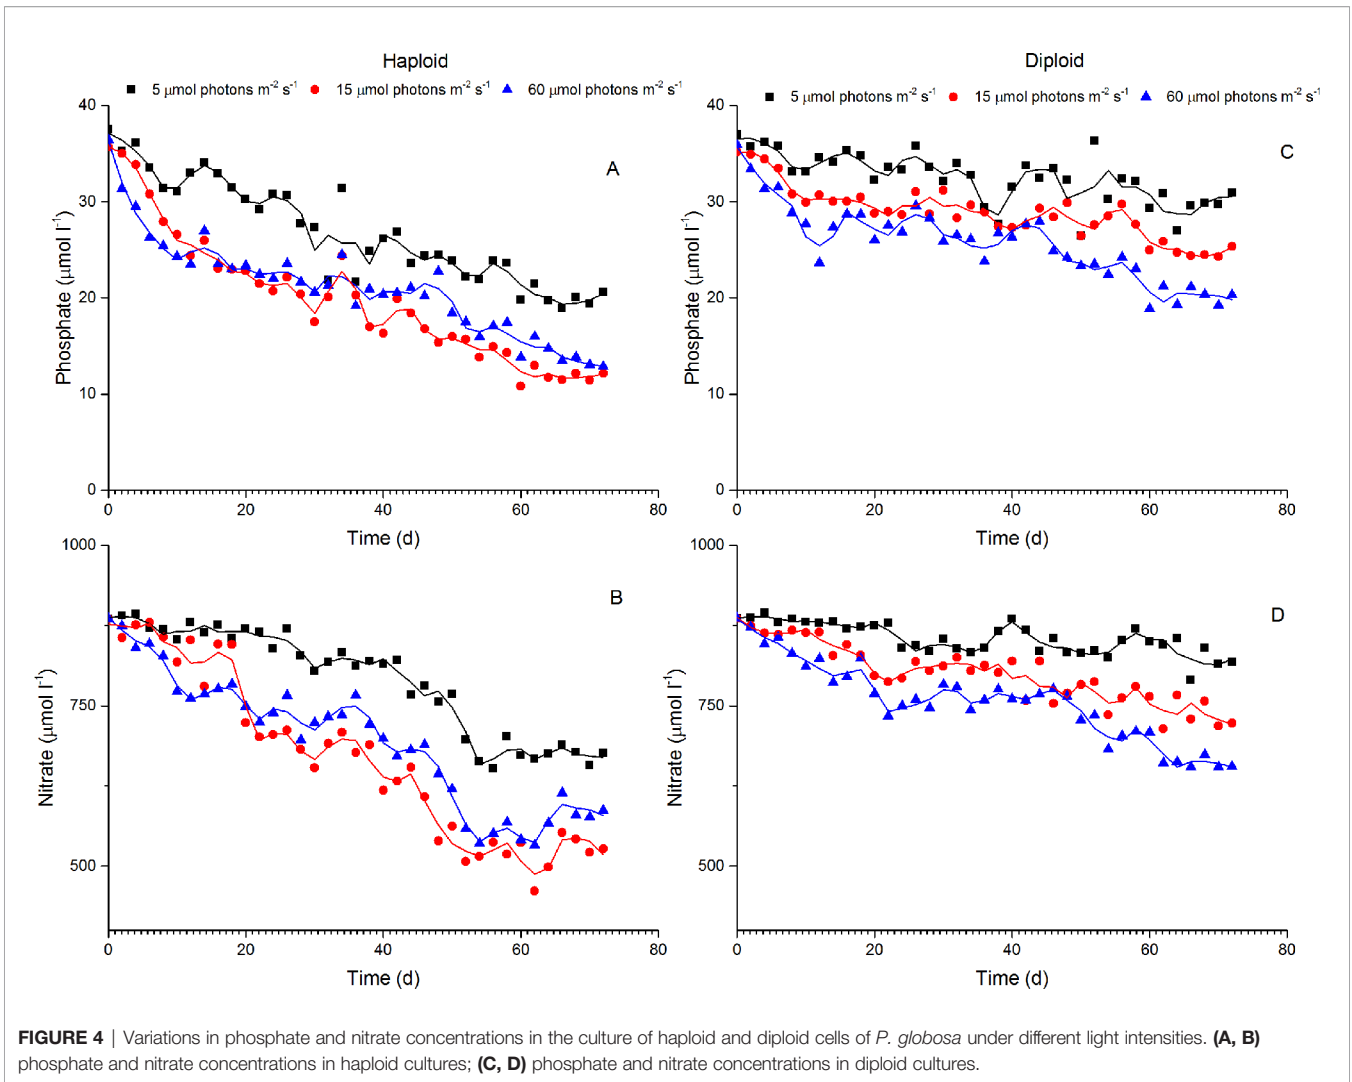 Haploid
5 μmol photons m⁻² s⁻¹ 15 μmol photons m⁻² s⁻¹ 60 μmol photons m⁻² s⁻¹
40
30
20
10
0
Phosphate (μmol l⁻¹)
A
0 20 40 60 80
Time (d)
Diploid
5 μmol photons m⁻² s⁻¹ 15 μmol photons m⁻² s⁻¹ 60 μmol photons m⁻² s⁻¹
40
30
20
10
0
Phosphate (μmol l⁻¹)
C
0 20 40 60 80
Time (d)
1000
750
500
Nitrate (μmol l⁻¹)
B
0 20 40 60 80
Time (d)
1000
750
500
Nitrate (μmol l⁻¹)
D
0 20 40 60 80
Time (d)
FIGURE 4 | Variations in phosphate and nitrate concentrations in the culture of haploid and diploid cells of P. globosa under different light intensities. (A, B)
phosphate and nitrate concentrations in haploid cultures; (C, D) phosphate and nitrate concentrations in diploid cultures.